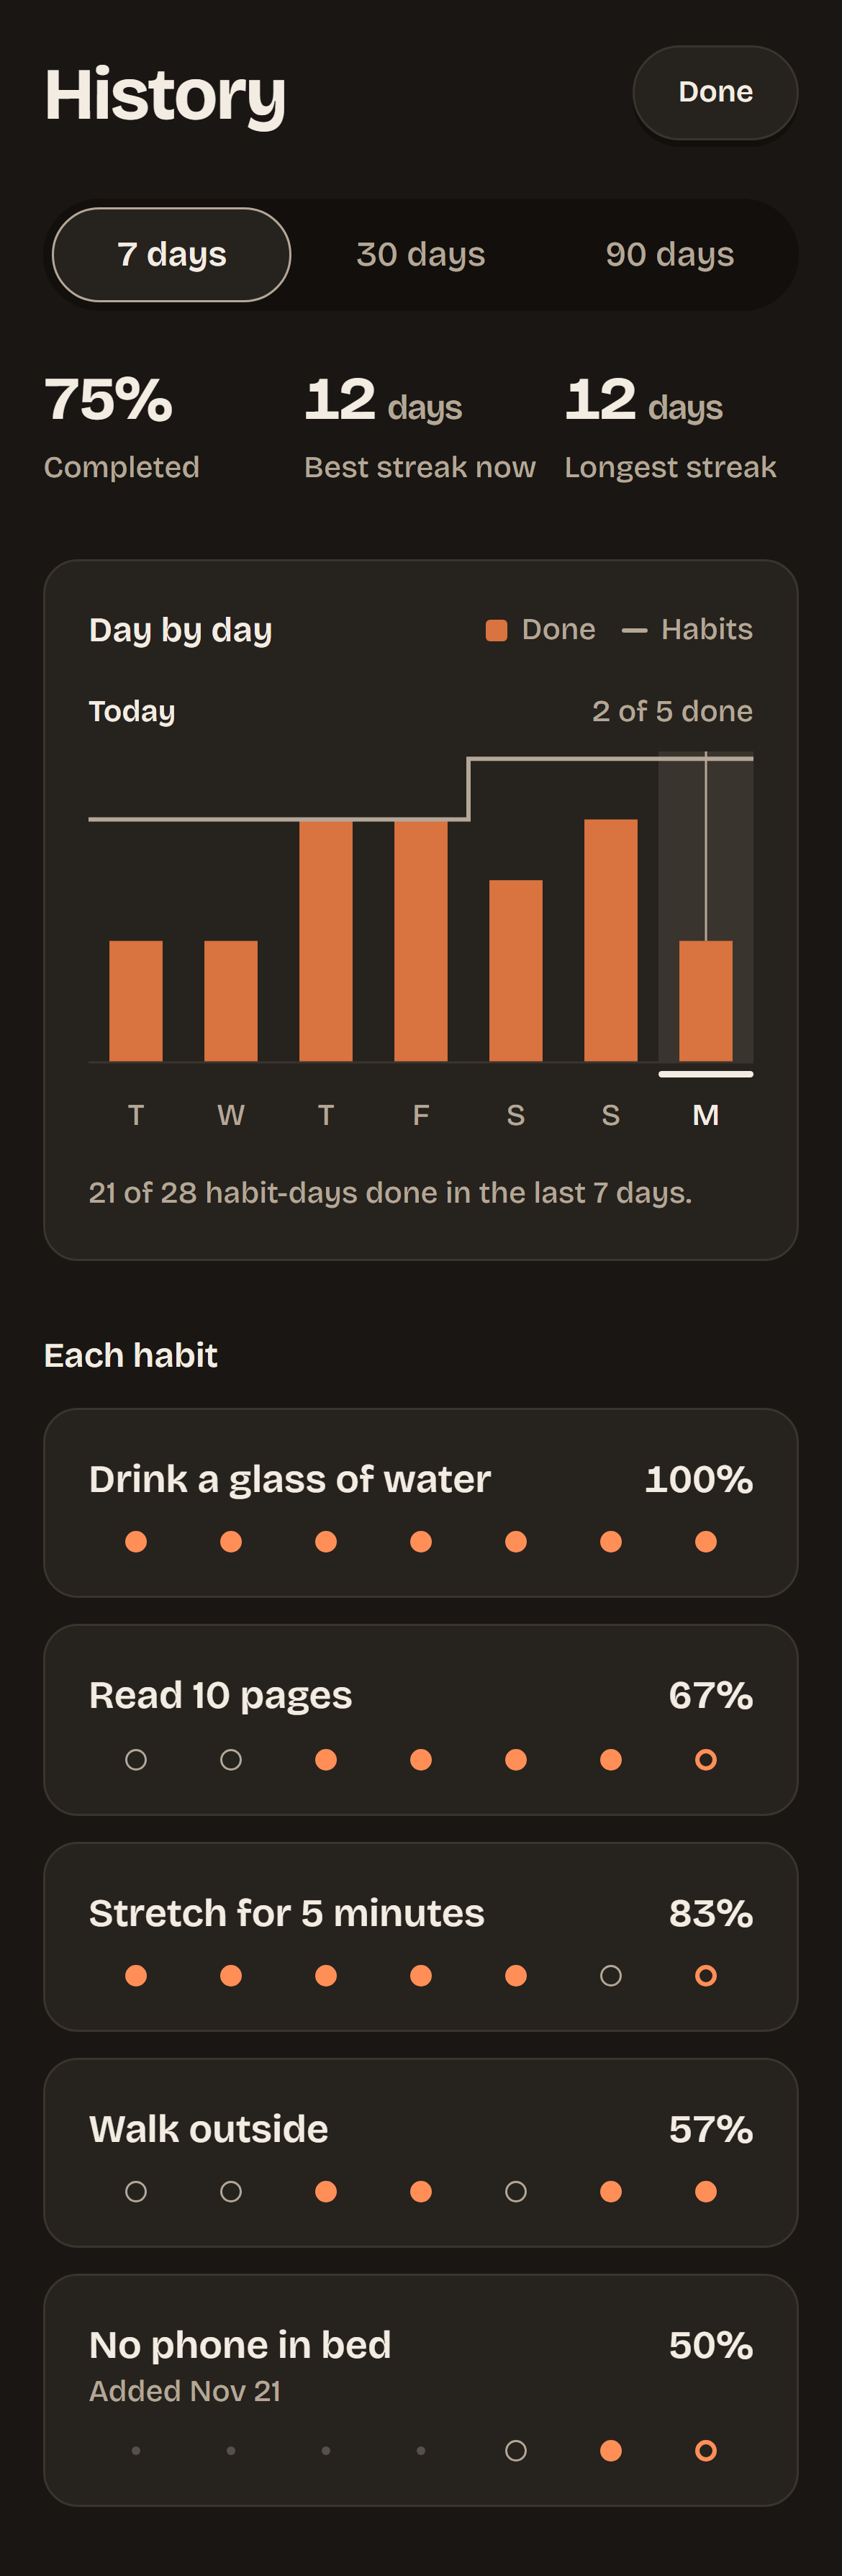 History
Done
7 days
30 days
90 days
75%
12 days
12 days
Completed
Best streak now
Longest streak
Day by day
Done
Habits
Today
2 of 5 done
T W T F S S M
21 of 28 habit-days done in the last 7 days.
Each habit
Drink a glass of water
100%
Read 10 pages
67%
Stretch for 5 minutes
83%
Walk outside
57%
No phone in bed
50%
Added Nov 21